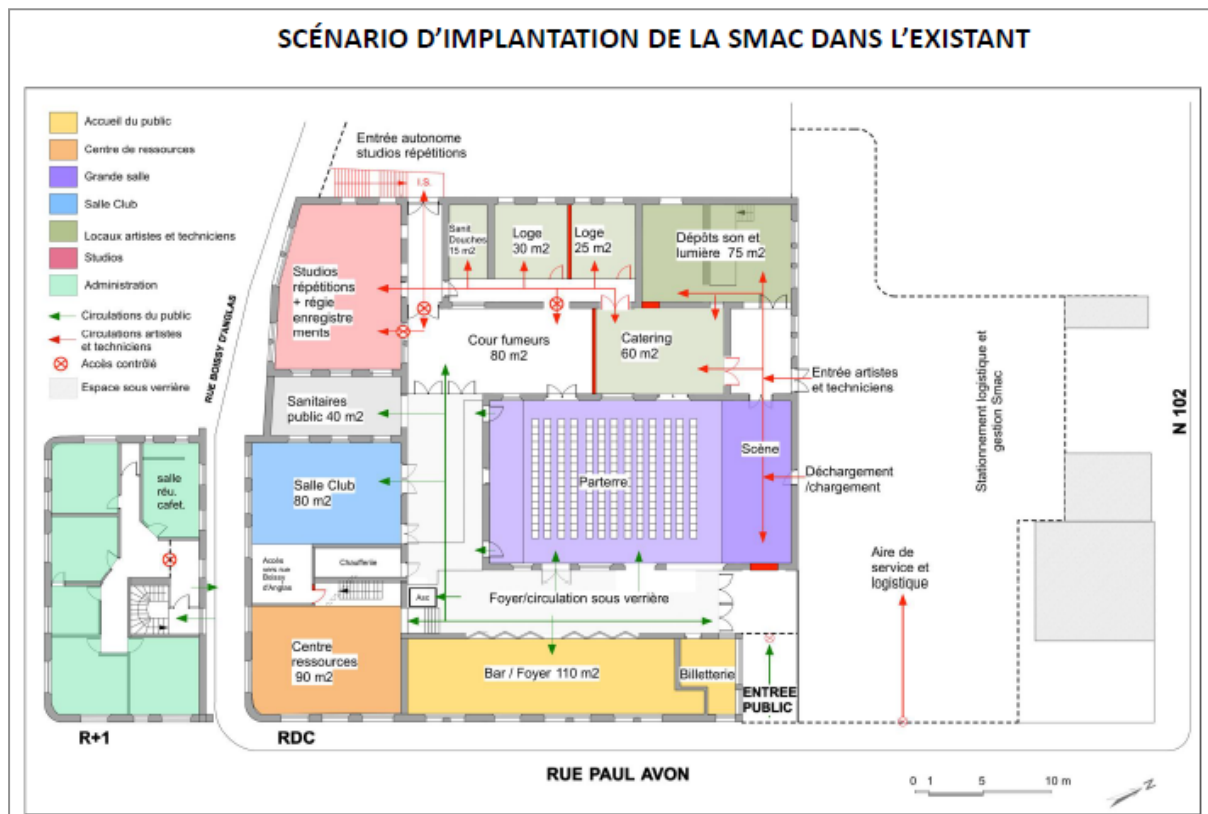 SCÉNARIO D'IMPLANTATION DE LA SMAC DANS L'EXISTANT
Accueil du public
Centre de ressources
Grande salle
Salle Club
Locaux artistes et techniciens
Studios
Administration
Circulations du public
Circulations artistes
et techniciens
Accès contrôlé
Espace sous verrière
Entrée autonome
studios répétitions
I.S.
RUE BOISSY D'ANGLAS
Sanit
Douches
15 m2
Loge
30 m2
Loge
25 m2
Dépôts son et
lumière 75 m2
Studios
répétitions
+ régie
enregistre
ments
Cour fumeurs
80 m2
Catering
60 m2
Entrée artistes
et techniciens
Sanitaires
public 40 m2
Stationnement logistique et
gestion Smac
N 102
salle
réu.
cafet.
Salle Club
80 m2
Parterre
Scène
Déchargement
/chargement
Accès
vers rue
Boissy
d'Anglas
Chaufferie
Asc
Foyer/circulation sous verrière
Aire de
service et
logistique
Centre
ressources
90 m2
Bar / Foyer 110 m2
Billetterie
ENTREE
PUBLIC
R+1
RDC
RUE PAUL AVON
0 1 5 10 m
N